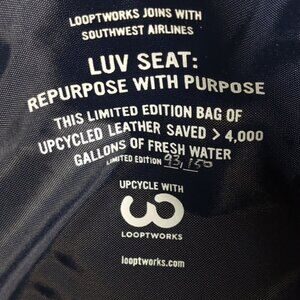 LOOPTWORKS JOINS WITH
SOUTHWEST AIRLINES
LUV SEAT:
REPURPOSE WITH PURPOSE
THIS LIMITED EDITION BAG OF
UPCYCLED LEATHER SAVED > 4,000
GALLONS OF FRESH WATER
LIMITED EDITION
UPCYCLE WITH
LOOPTWORKS
looptworks.com